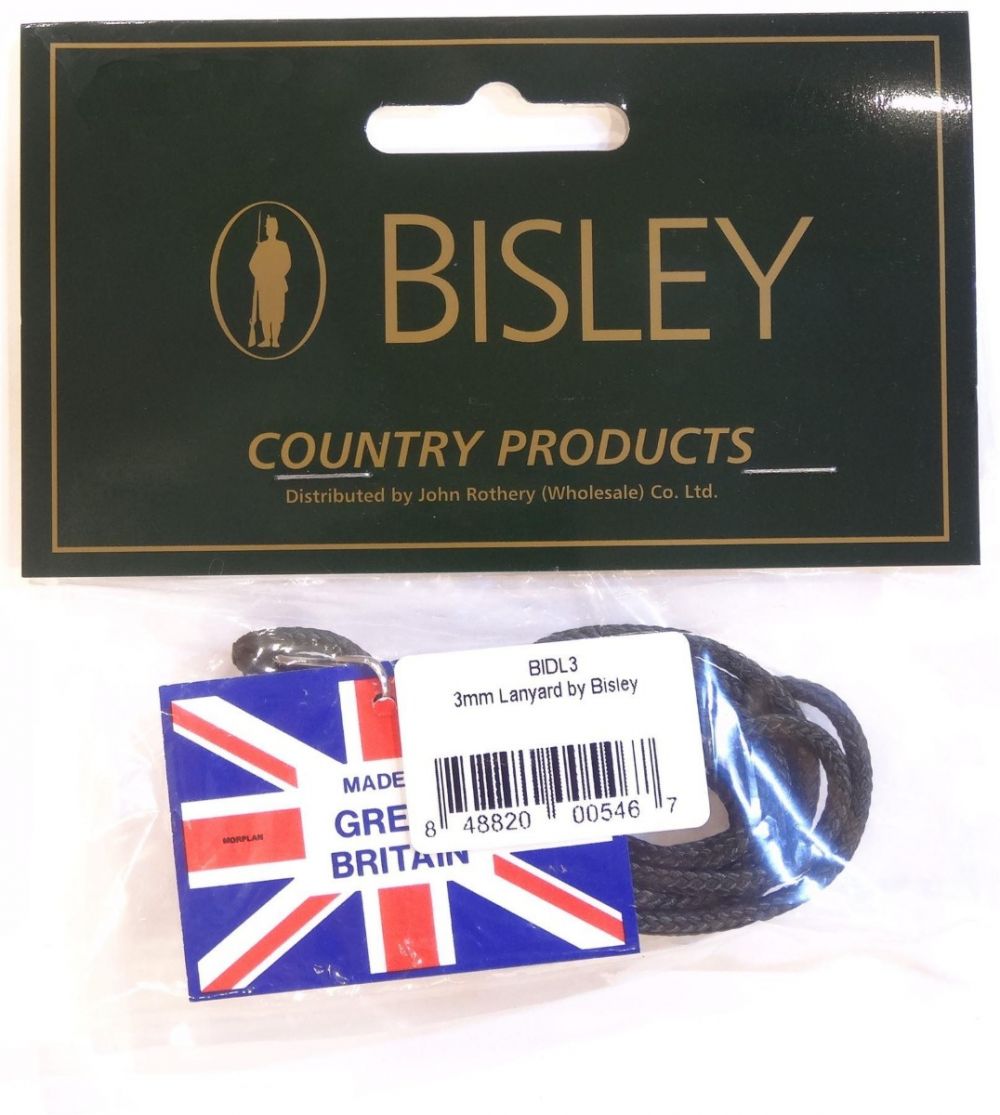 BISLEY
COUNTRY PRODUCTS
Distributed by John Rothery (Wholesale) Co. Ltd.
BIDL3
3mm Lanyard by Bisley
8 48820 00546 7
MADE
GRE
BRITAIN
MORPLAN